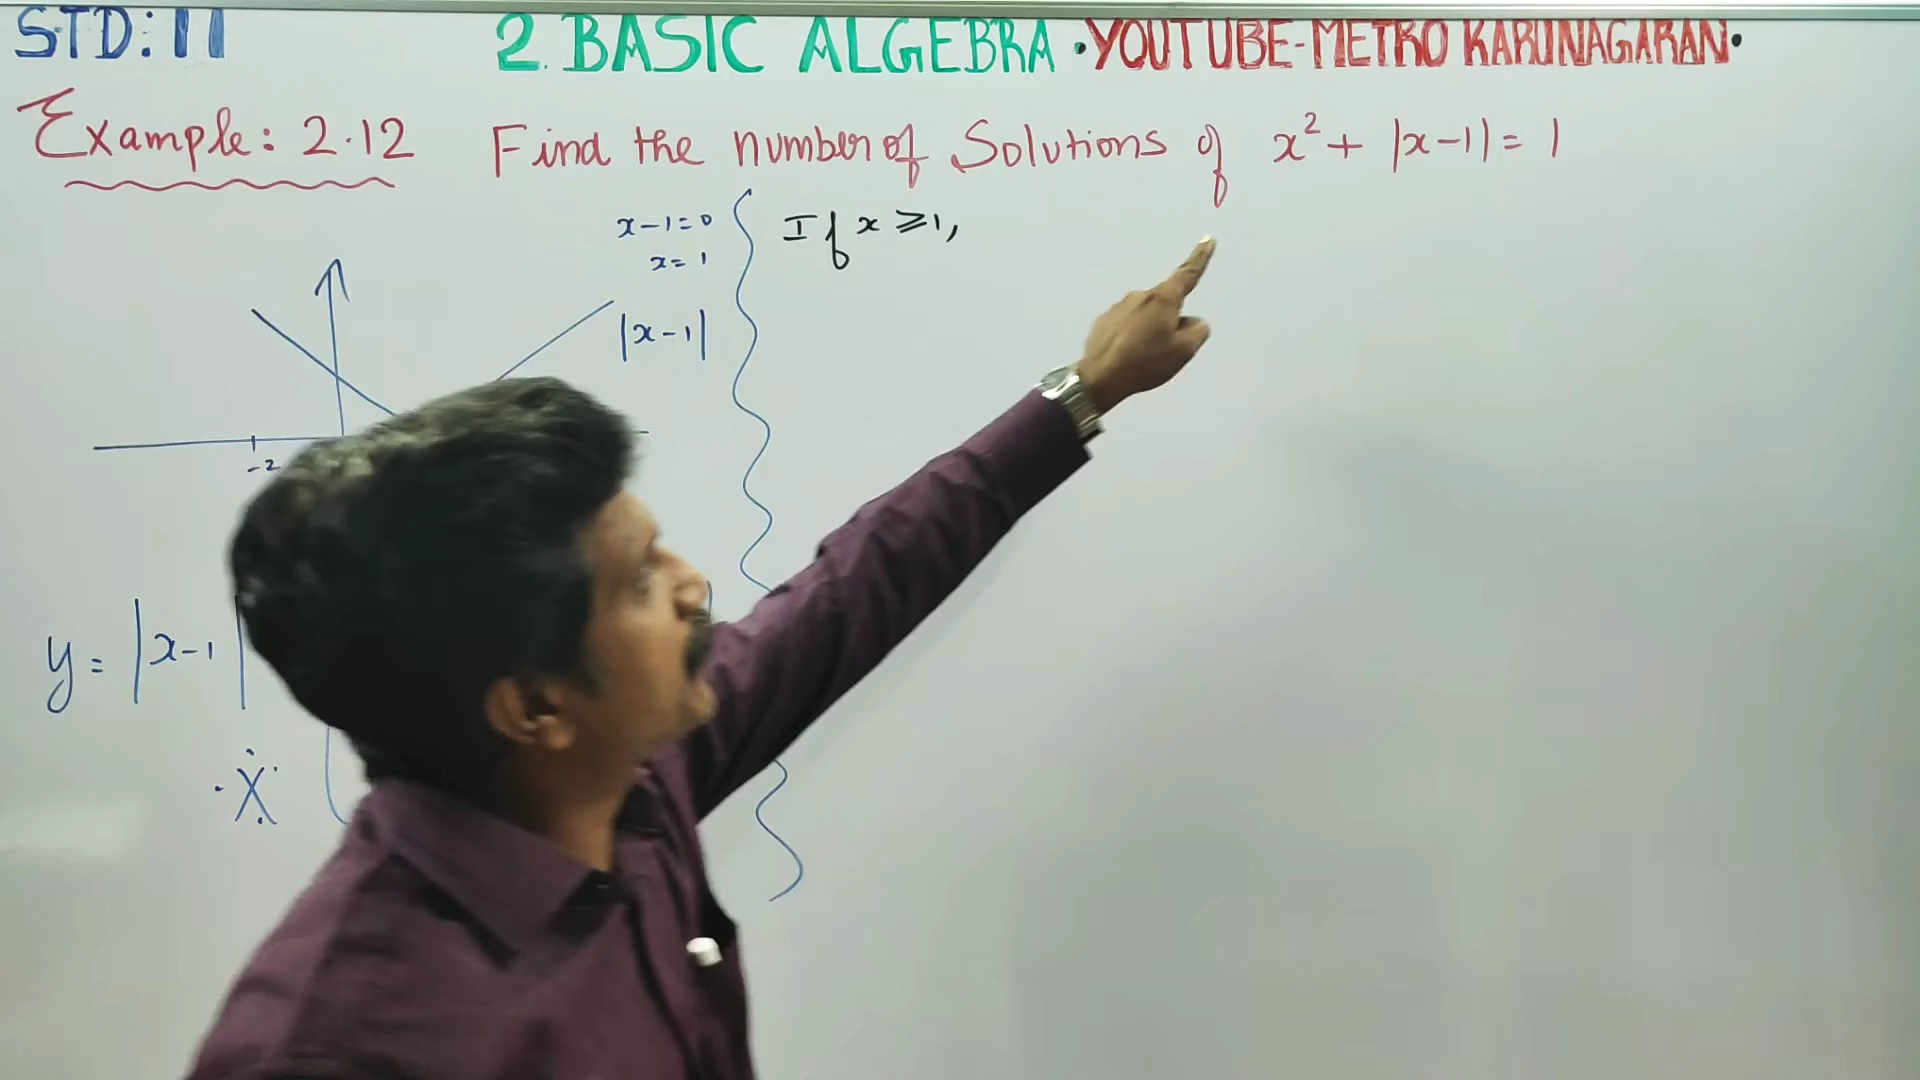 STD: 11
2. BASIC ALGEBRA • YOUTUBE-METRO KARUNAGARAN•
Example: 2.12 Find the number of Solutions of x² + |x-1| = 1
x-1=0
x=1
If x ≥ 1,
|x-1|
-2
y = |x-1|
X